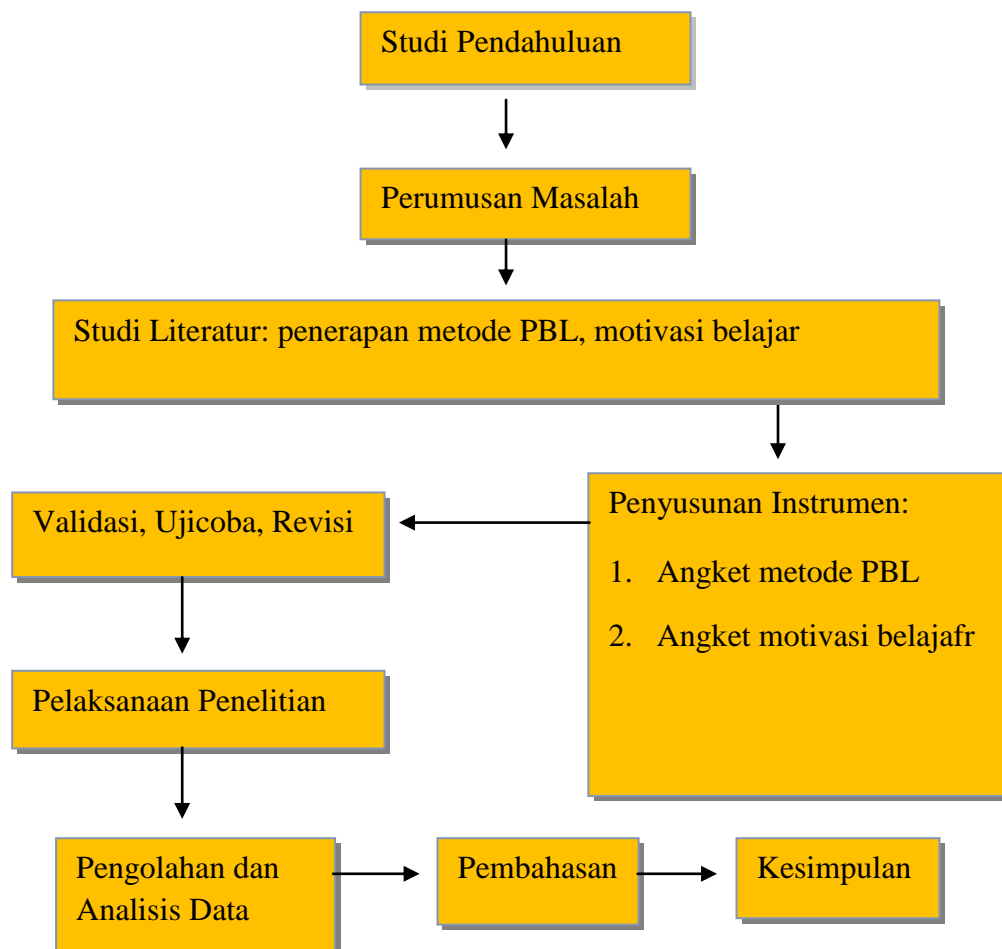 Studi Pendahuluan
Perumusan Masalah
Studi Literatur: penerapan metode PBL, motivasi belajar
Penyusunan Instrumen:
1. Angket metode PBL
2. Angket motivasi belajafr
Validasi, Ujicoba, Revisi
Pelaksanaan Penelitian
Pengolahan dan
Analisis Data
Pembahasan
Kesimpulan